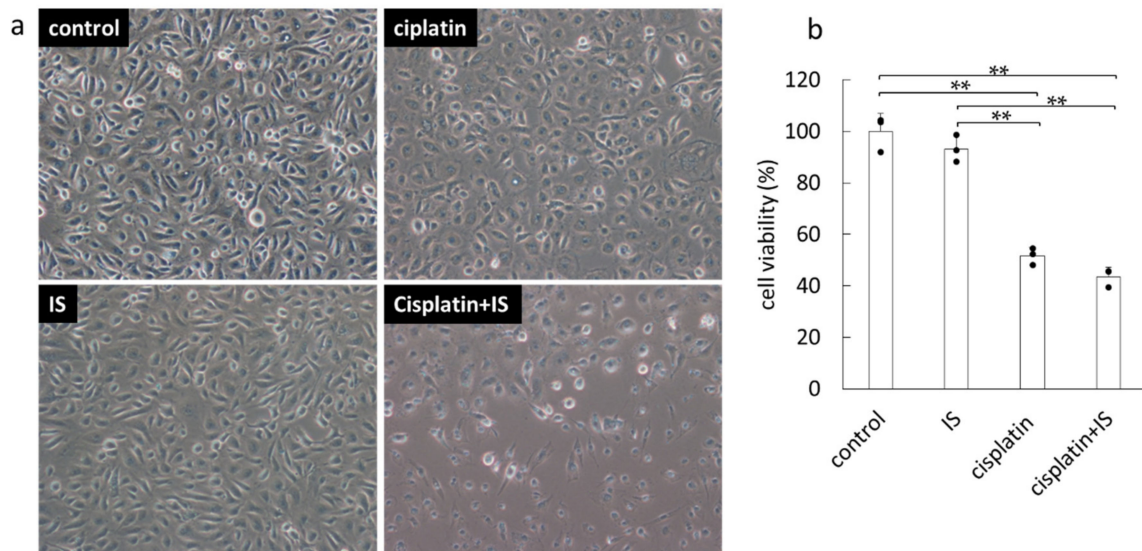 a
control
ciplatin
IS
Cisplatin+IS
b
cell viability (%)
120
100
80
60
40
20
0
**
**
**
**
control
IS
cisplatin
cisplatin+IS